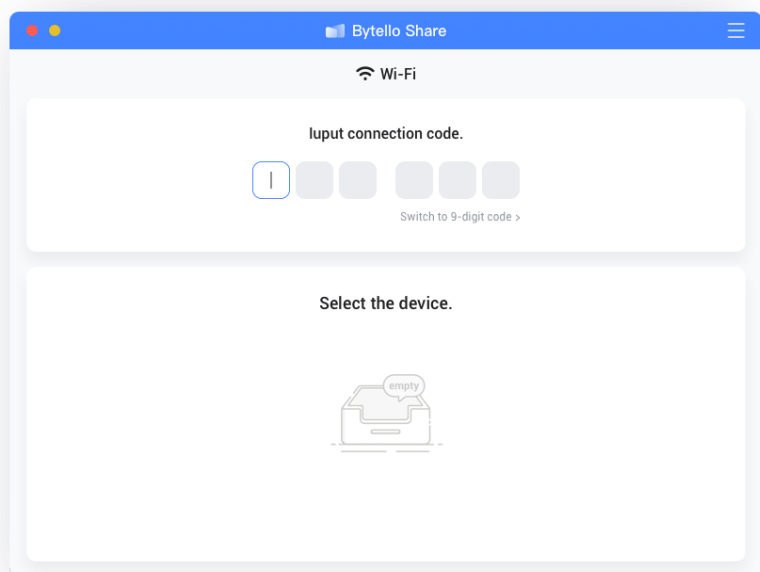 Bytello Share
Wi-Fi
Iuput connection code.
Switch to 9-digit code >
Select the device.
empty